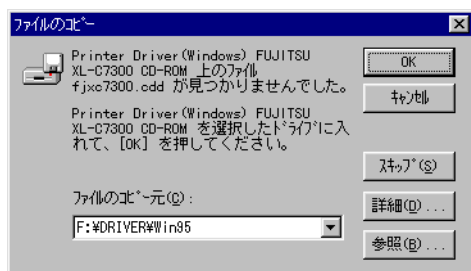 ﾌｧｲﾙのｺﾋﾟｰ
Printer Driver(Windows) FUJITSU
XL-C7300 CD-ROM 上のﾌｧｲﾙ
fjxc7300.cdd が見つかりませんでした。
Printer Driver(Windows) FUJITSU
XL-C7300 CD-ROM を選択したﾄﾞﾗｲﾌﾞに入
れて、[OK] を押してください。
ﾌｧｲﾙのｺﾋﾟｰ元(C):
F:¥DRIVER¥Win95
OK
ｷｬﾝｾﾙ
ｽｷｯﾌﾟ(S)
詳細(D)...
参照(B)...